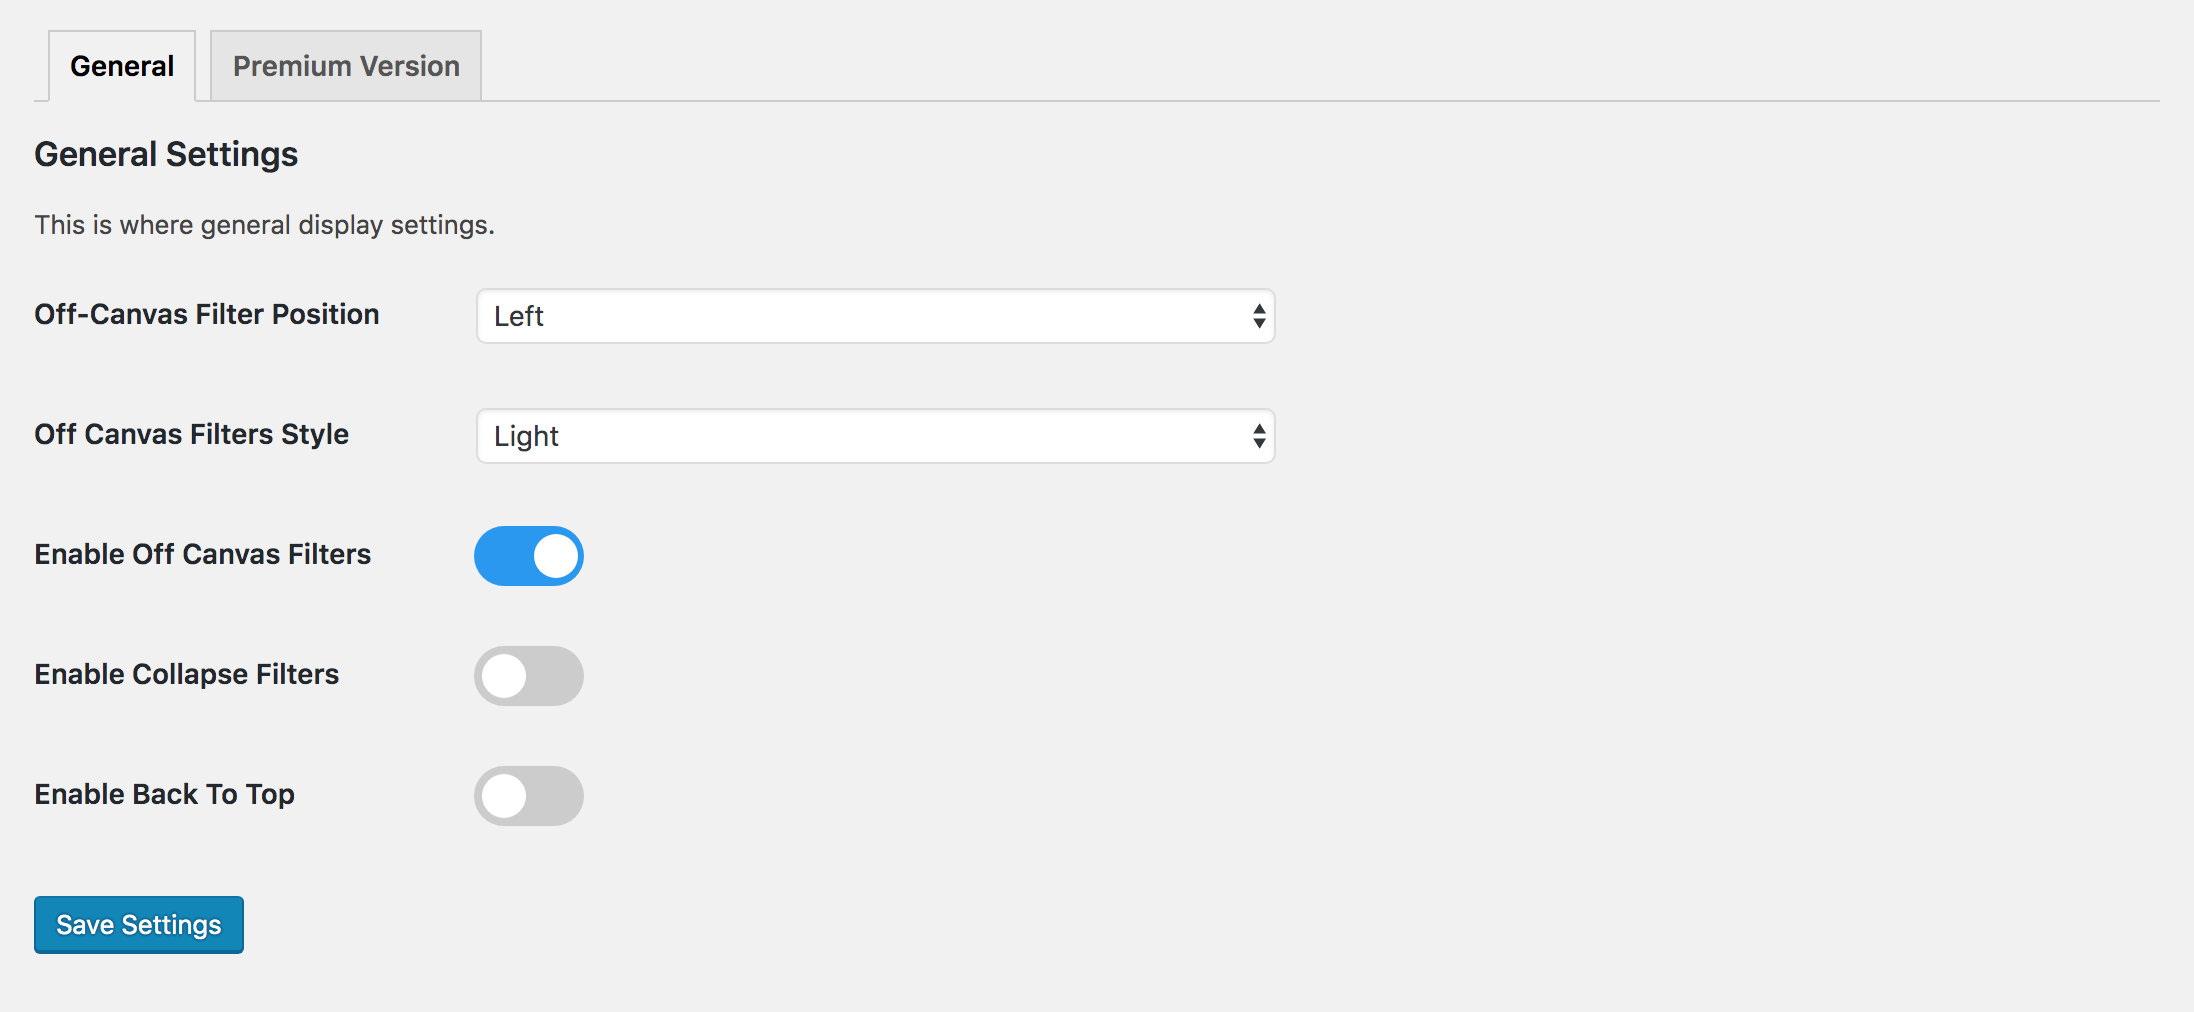 General
Premium Version
General Settings
This is where general display settings.
Off-Canvas Filter Position
Left
Off Canvas Filters Style
Light
Enable Off Canvas Filters
Enable Collapse Filters
Enable Back To Top
Save Settings